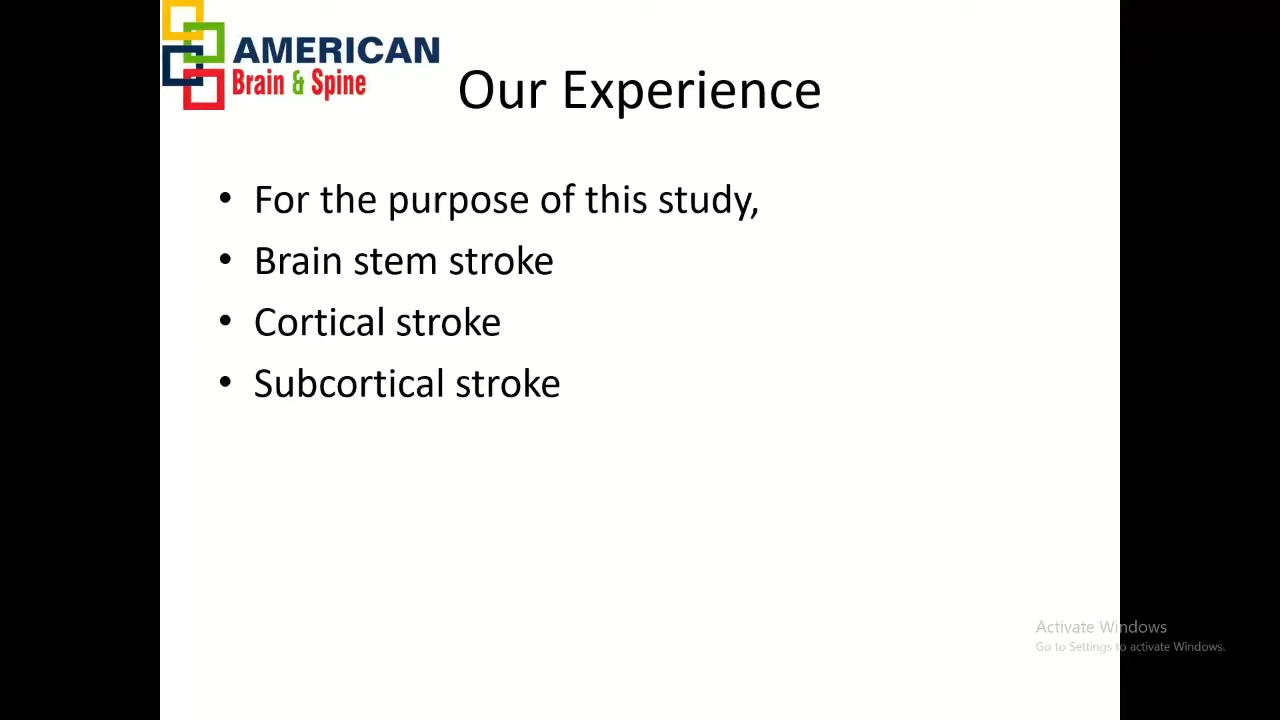 AMERICAN
Brain & Spine
Our Experience
• For the purpose of this study,
• Brain stem stroke
• Cortical stroke
• Subcortical stroke
Activate Windows
Go to Settings to activate Windows.